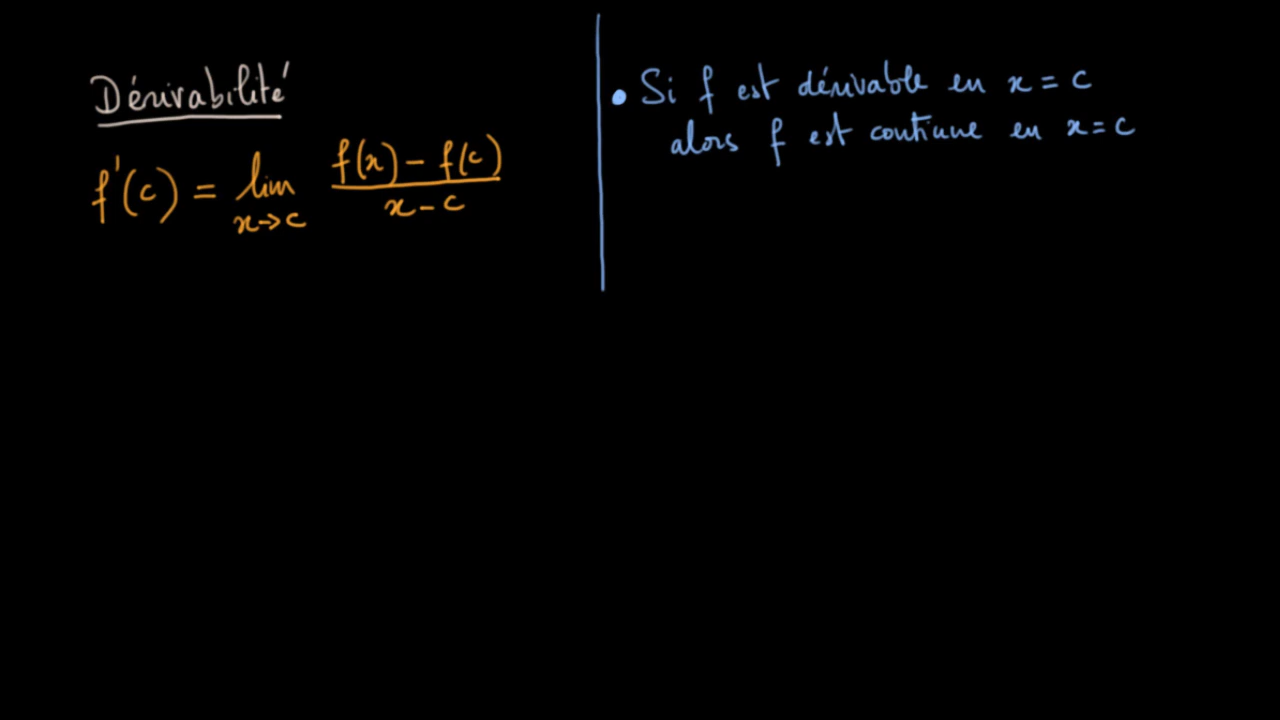 Dérivabilité
f'(c) = lim x→c (f(x) - f(c)) / (x - c)
• Si f est dérivable en x = c
alors f est continue en x = c